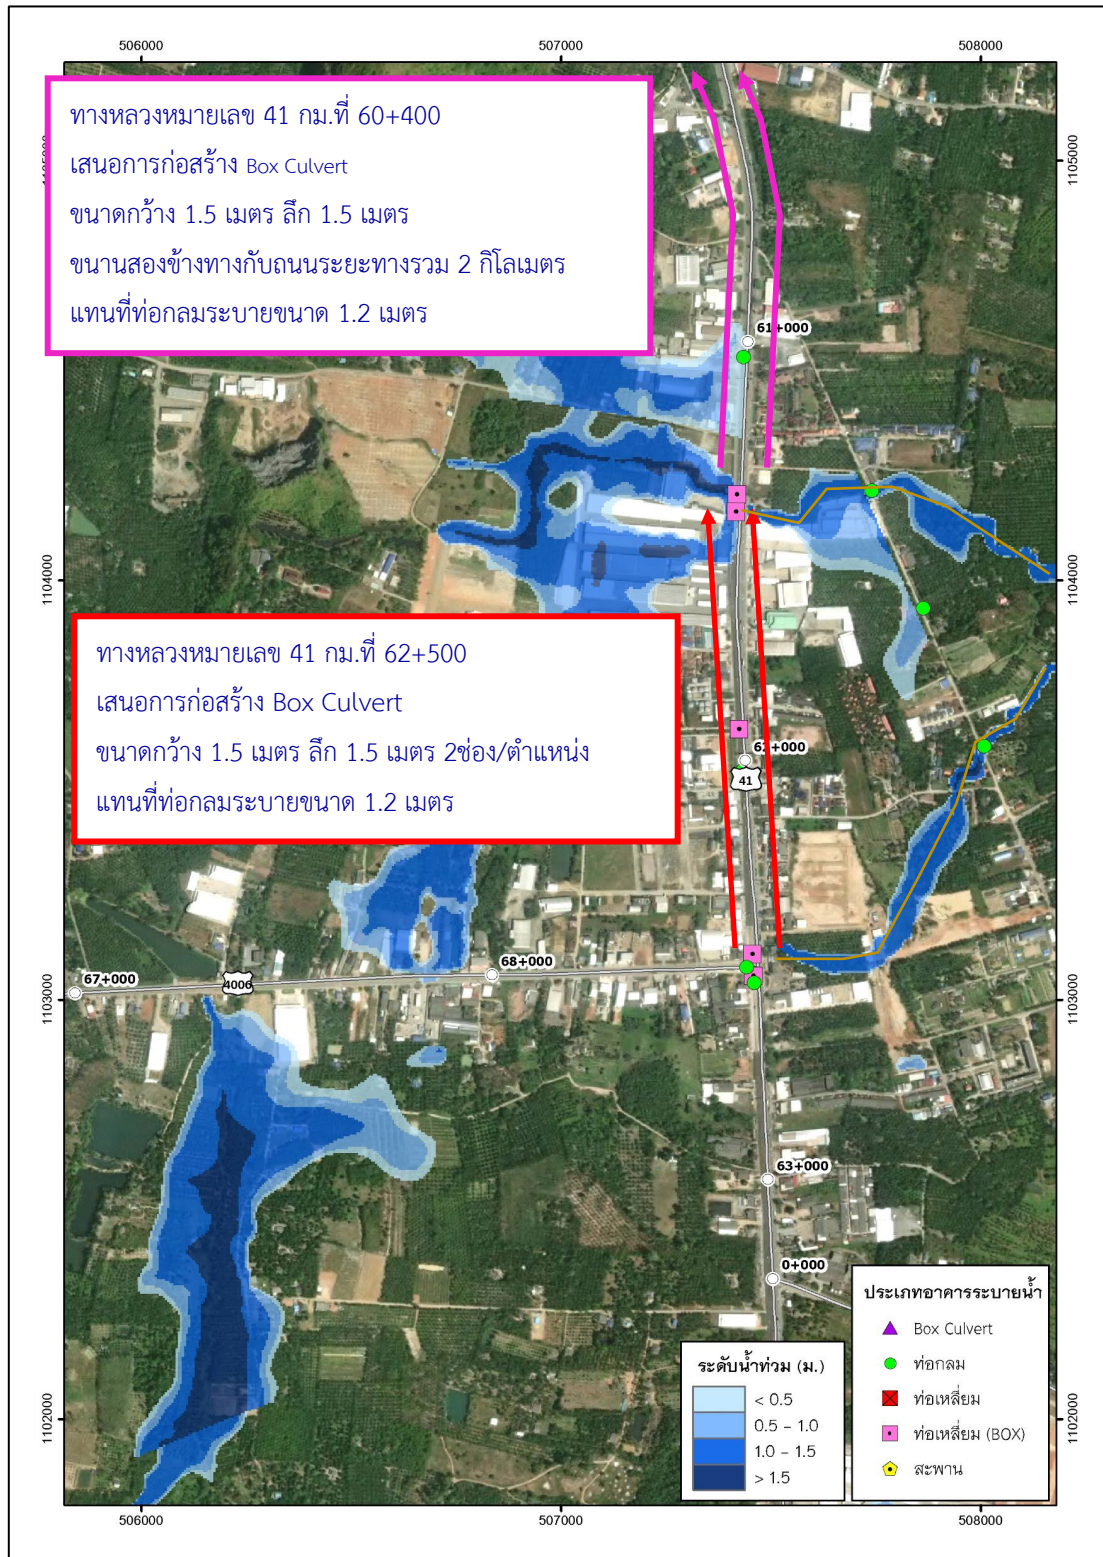 506000
507000
508000
ทางหลวงหมายเลข 41 กม.ที่ 60+400
เสนอการก่อสร้าง Box Culvert
ขนาดกว้าง 1.5 เมตร ลึก 1.5 เมตร
ขนานสองข้างทางกับถนนระยะทางรวม 2 กิโลเมตร
แทนที่ท่อกลมระบายขนาด 1.2 เมตร
1105000
61+000
1104000
1104000
ทางหลวงหมายเลข 41 กม.ที่ 62+500
เสนอการก่อสร้าง Box Culvert
ขนาดกว้าง 1.5 เมตร ลึก 1.5 เมตร 2ช่อง/ตำแหน่ง
แทนที่ท่อกลมระบายขนาด 1.2 เมตร
62+000
41
67+000
4006
68+000
1103000
1103000
63+000
0+000
ระดับน้ำท่วม (ม.)
< 0.5
0.5 – 1.0
1.0 – 1.5
> 1.5
ประเภทอาคารระบายน้ำ
Box Culvert
ท่อกลม
ท่อเหลี่ยม
ท่อเหลี่ยม (BOX)
สะพาน
1102000
1102000
506000
507000
508000